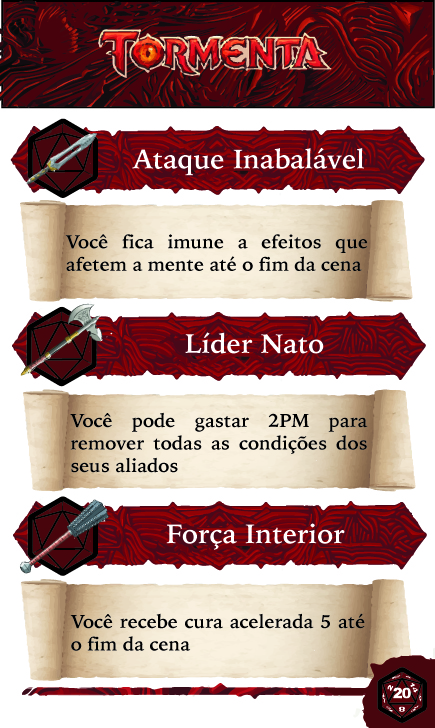 TORMENTA
Ataque Inabalável
Você fica imune a efeitos que
afetem a mente até o fim da cena
Líder Nato
Você pode gastar 2PM para
remover todas as condições dos
seus aliados
Força Interior
Você recebe cura acelerada 5 até
o fim da cena
20